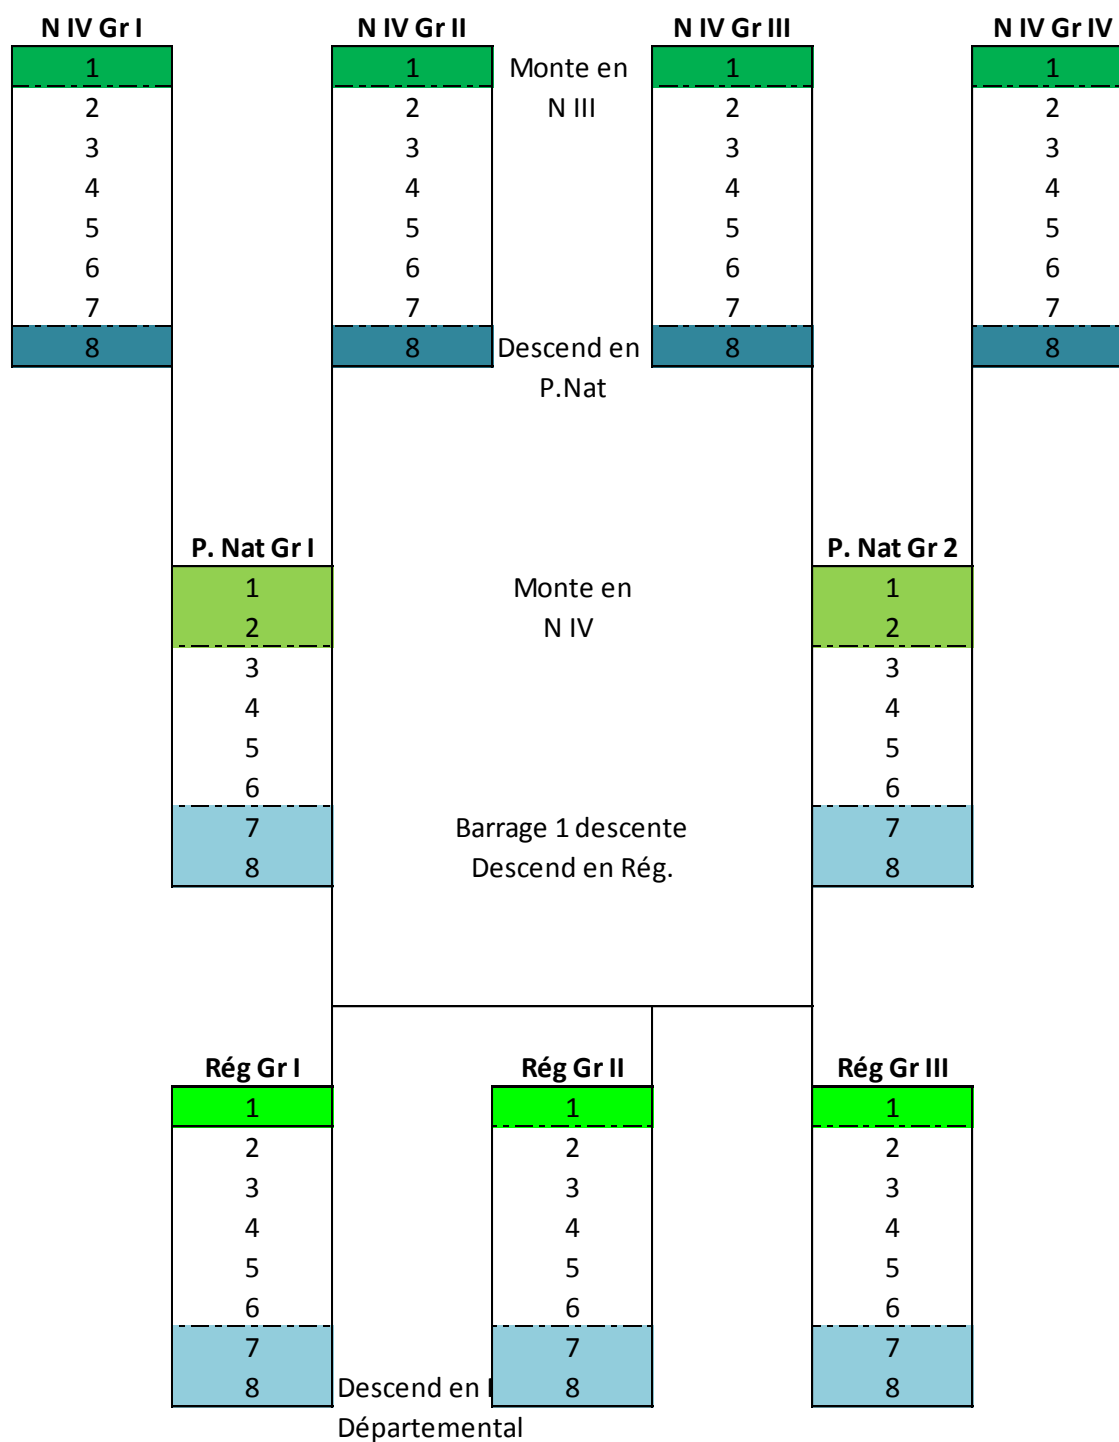 N IV Gr I N IV Gr II N IV Gr III N IV Gr IV
1 1 Monte en 1 1
2 2 N III 2 2
3 3 3 3
4 4 4 4
5 5 5 5
6 6 6 6
7 7 7 7
8 8 Descend en 8 8
P.Nat
P. Nat Gr I P. Nat Gr 2
1 Monte en 1
2 N IV 2
3 3
4 4
5 5
6 6
7 Barrage 1 descente 7
8 Descend en Rég. 8
Rég Gr I Rég Gr II Rég Gr III
1 1 1
2 2 2
3 3 3
4 4 4
5 5 5
6 6 6
7 7 7
8 Descend en 8 8
Départemental